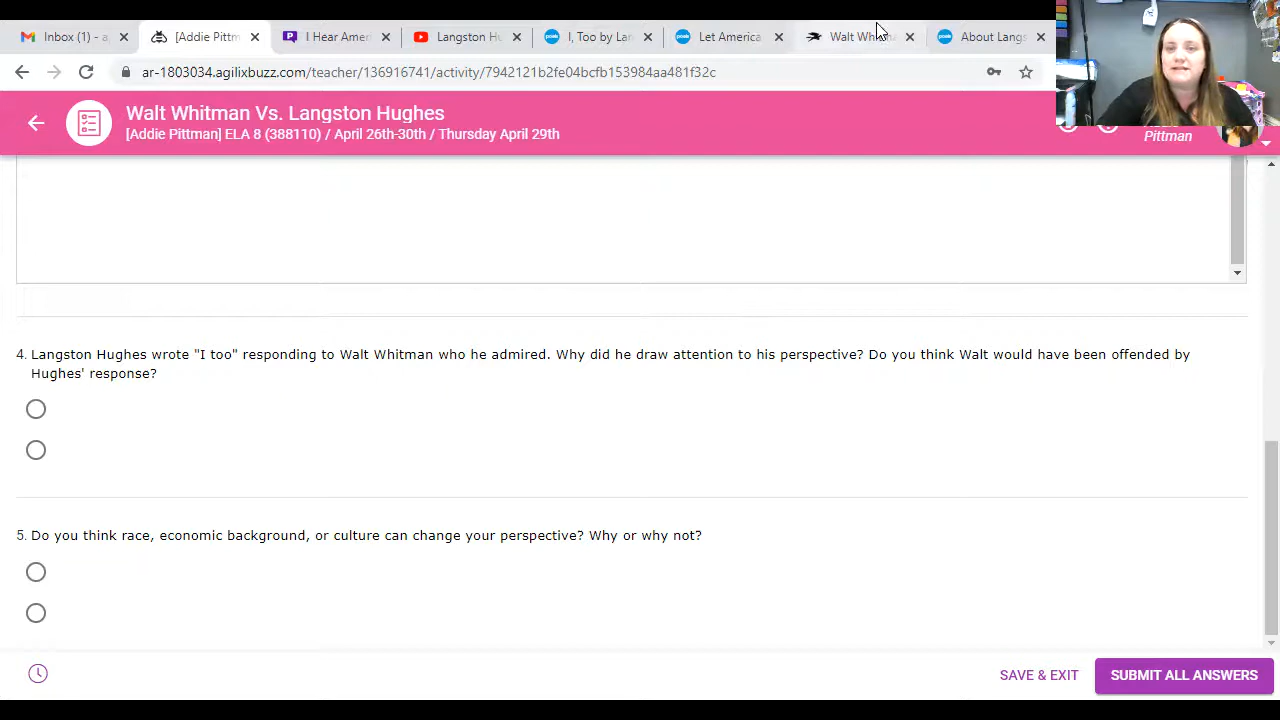 Inbox (1) - a
[Addie Pittm
I Hear Amer
Langston Hu
I, Too by Lan
Let America
Walt Whitm
About Langs
ar-1803034.agilixbuzz.com/teacher/136916741/activity/7942121b2fe04bcfb153984aa481f32c
Walt Whitman Vs. Langston Hughes
[Addie Pittman] ELA 8 (388110) / April 26th-30th / Thursday April 29th
Pittman
4. Langston Hughes wrote "I too" responding to Walt Whitman who he admired. Why did he draw attention to his perspective? Do you think Walt would have been offended by
Hughes' response?
5. Do you think race, economic background, or culture can change your perspective? Why or why not?
SAVE & EXIT
SUBMIT ALL ANSWERS